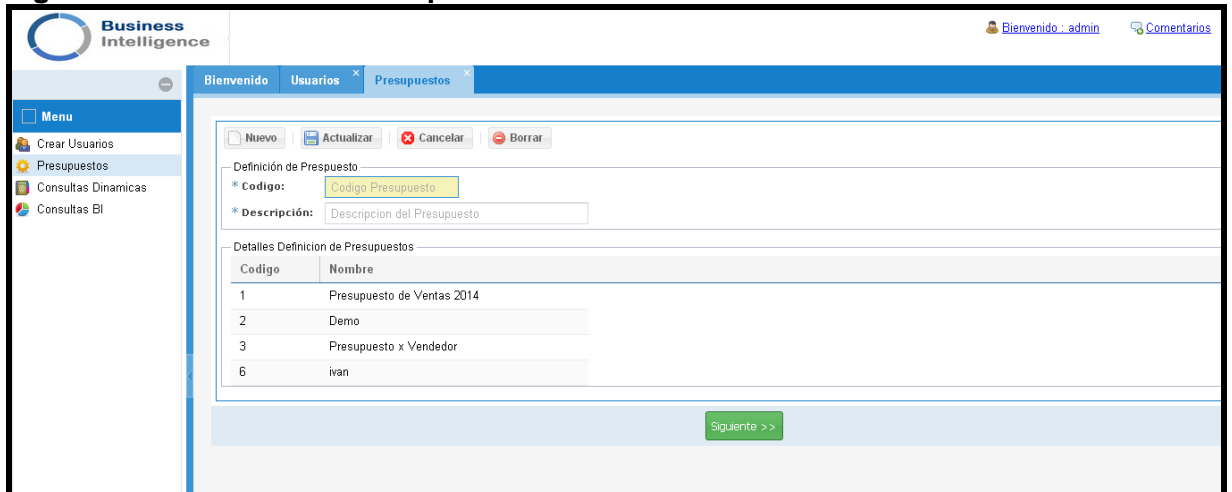 Business
Intelligence
Bienvenido : admin
Comentarios
Bienvenido
Usuarios
Presupuestos
Menu
Crear Usuarios
Presupuestos
Consultas Dinamicas
Consultas BI
Nuevo
Actualizar
Cancelar
Borrar
Definición de Prespuesto
* Codigo:
Codigo Presupuesto
* Descripción:
Descripcion del Presupuesto
Detalles Definicion de Presupuestos
Codigo Nombre
1 Presupuesto de Ventas 2014
2 Demo
3 Presupuesto x Vendedor
6 ivan
Siguiente >>